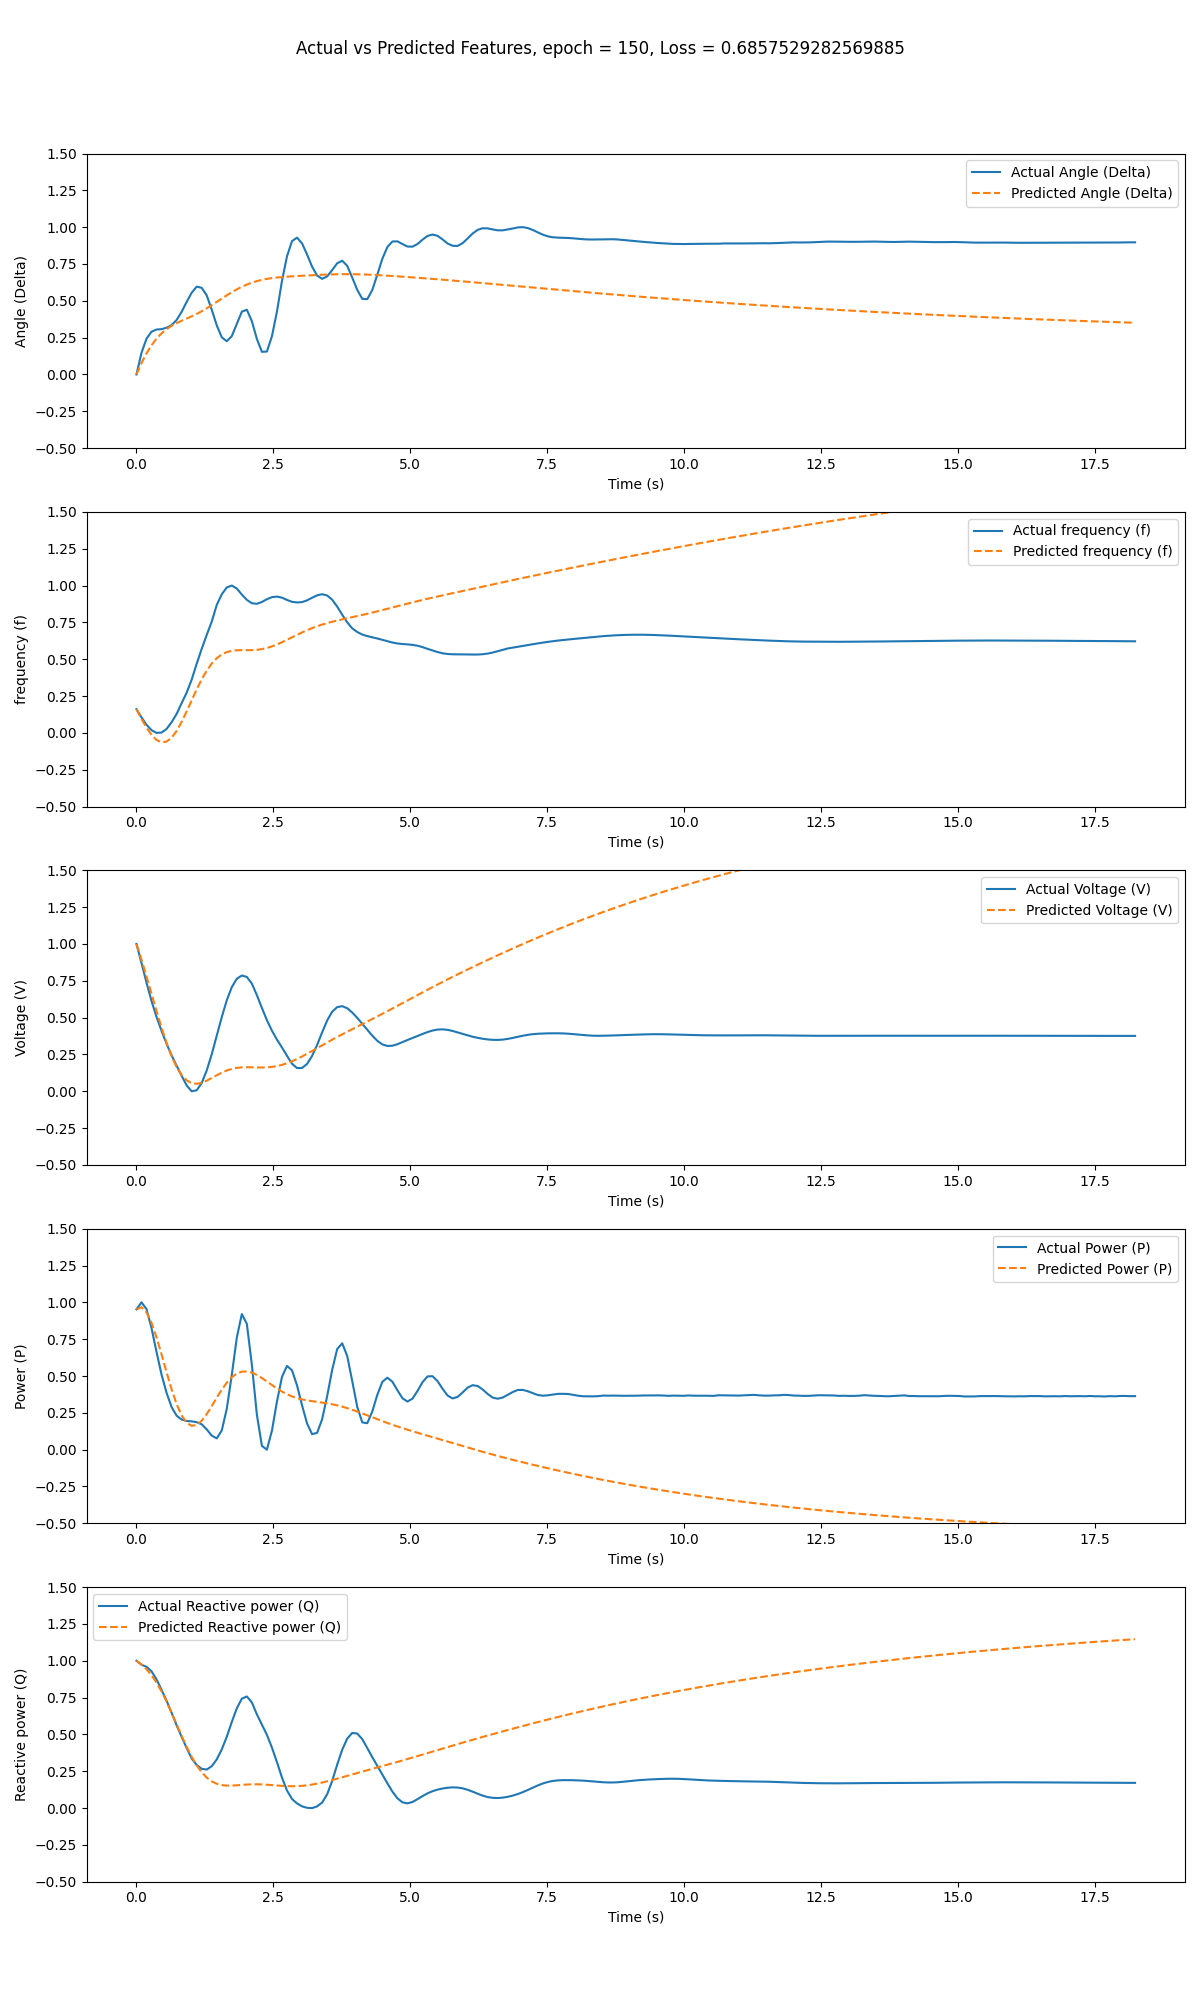 Actual vs Predicted Features, epoch = 150, Loss = 0.6857529282569885
1.50
1.25
1.00
0.75
0.50
0.25
0.00
−0.25
−0.50
Angle (Delta)
Actual Angle (Delta)
Predicted Angle (Delta)
0.0 2.5 5.0 7.5 10.0 12.5 15.0 17.5
Time (s)
1.50
1.25
1.00
0.75
0.50
0.25
0.00
−0.25
−0.50
frequency (f)
Actual frequency (f)
Predicted frequency (f)
0.0 2.5 5.0 7.5 10.0 12.5 15.0 17.5
Time (s)
1.50
1.25
1.00
0.75
0.50
0.25
0.00
−0.25
−0.50
Voltage (V)
Actual Voltage (V)
Predicted Voltage (V)
0.0 2.5 5.0 7.5 10.0 12.5 15.0 17.5
Time (s)
1.50
1.25
1.00
0.75
0.50
0.25
0.00
−0.25
−0.50
Power (P)
Actual Power (P)
Predicted Power (P)
0.0 2.5 5.0 7.5 10.0 12.5 15.0 17.5
Time (s)
1.50
1.25
1.00
0.75
0.50
0.25
0.00
−0.25
−0.50
Reactive power (Q)
Actual Reactive power (Q)
Predicted Reactive power (Q)
0.0 2.5 5.0 7.5 10.0 12.5 15.0 17.5
Time (s)